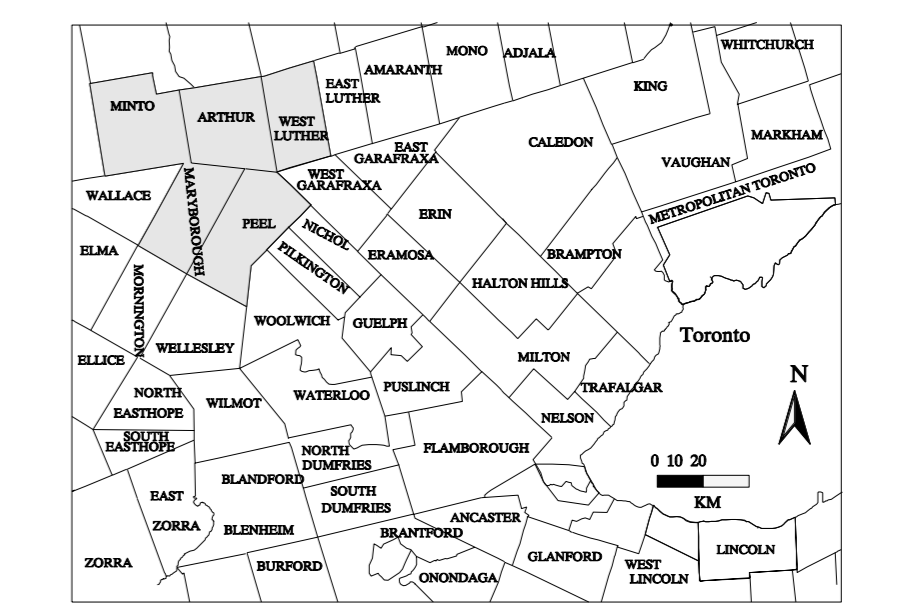 WHITCHURCH
MONO
ADJALA
AMARANTH
EAST
LUTHER
KING
MINTO
ARTHUR
WEST
LUTHER
MARKHAM
CALEDON
EAST
GARAFRAXA
VAUGHAN
WEST
GARAFRAXA
METROPOLITAN TORONTO
WALLACE
MARYBOROUGH
PEEL
ERIN
NICHOL
ELMA
ERAMOSA
BRAMPTON
PILKINGTON
HALTON HILLS
MORNINGTON
WOOLWICH
GUELPH
Toronto
WELLESLEY
ELLICE
MILTON
N
PUSLINCH
TRAFALGAR
NORTH
EASTHOPE
WILMOT
WATERLOO
NELSON
SOUTH
EASTHOPE
NORTH
DUMFRIES
FLAMBOROUGH
0 10 20
KM
BLANDFORD
SOUTH
DUMFRIES
EAST
ZORRA
BLENHEIM
BRANTFORD
ANCASTER
LINCOLN
GLANFORD
ZORRA
BURFORD
ONONDAGA
WEST
LINCOLN